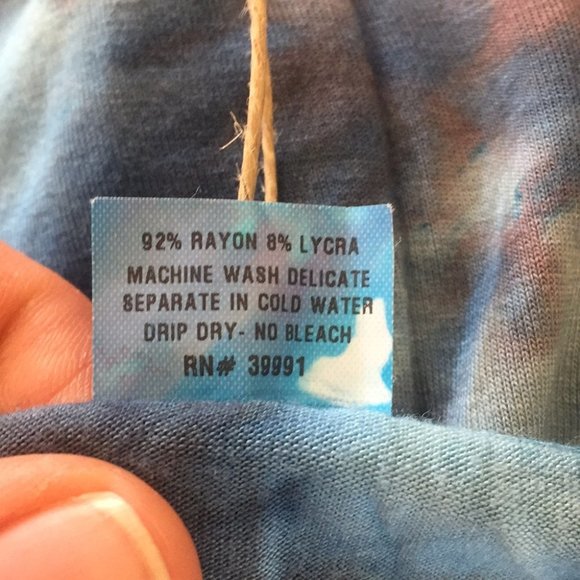 92% RAYON 8% LYCRA
MACHINE WASH DELICATE
SEPARATE IN COLD WATER
DRIP DRY- NO BLEACH
RN# 39991